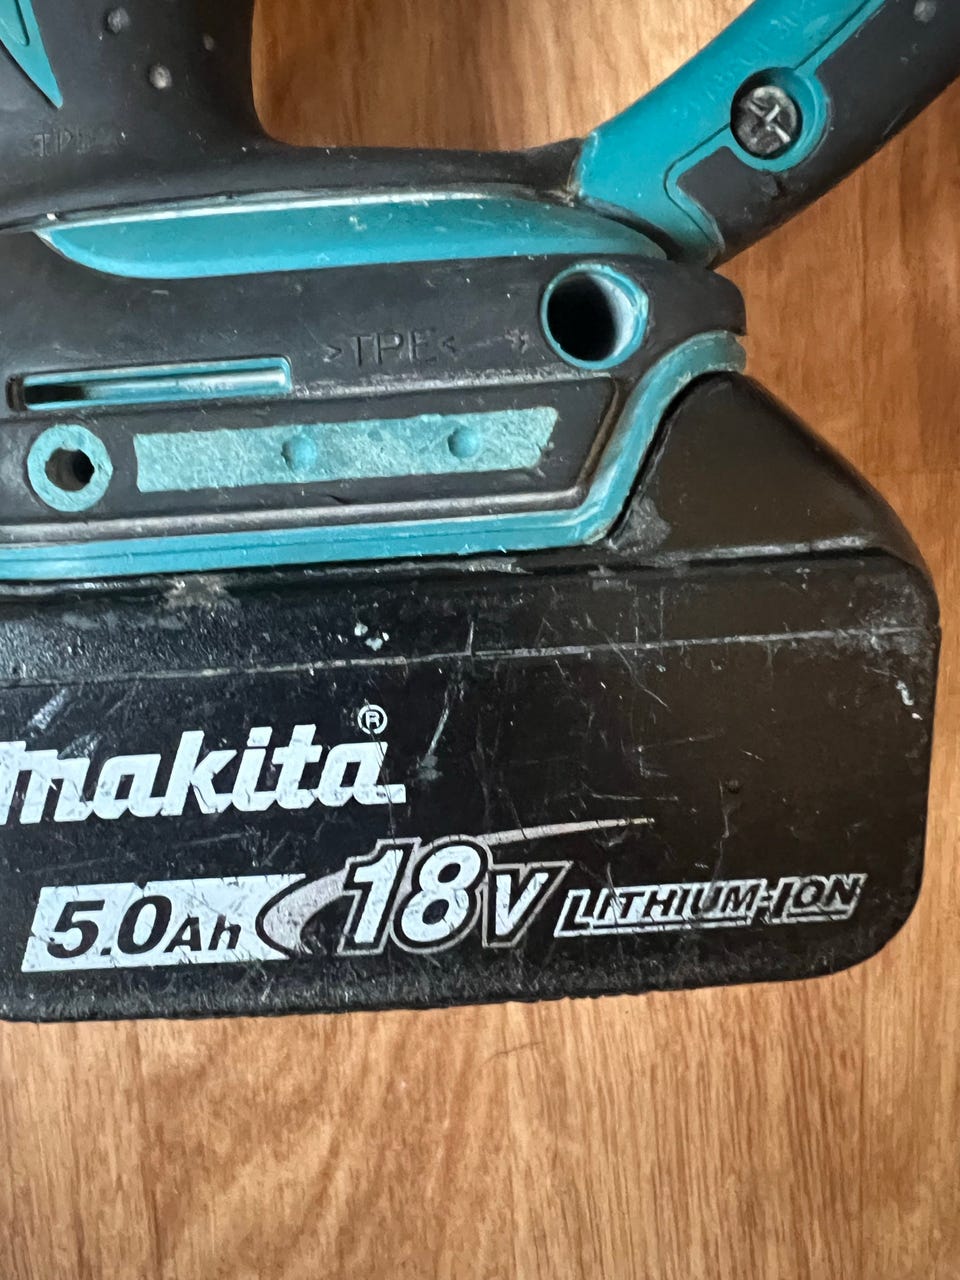 >TPE<
makita®
5.0Ah 18V LITHIUM-ION